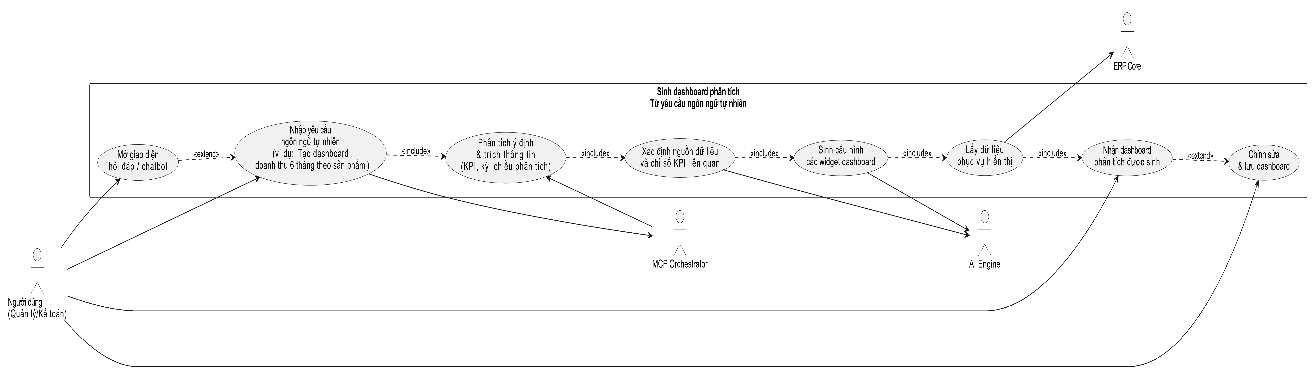 ERP Core
Sinh dashboard phân tích
Từ yêu cầu ngôn ngữ tự nhiên
Mở giao diện
hỏi đáp / chatbot
«extend»
Nhập yêu cầu
ngôn ngữ tự nhiên
(ví dụ: Tạo dashboard
doanh thu 6 tháng theo sản phẩm)
«include»
Phân tích ý định
& trích thông tin
(KPI, kỳ, chiều phân tích)
«include»
Xác định nguồn dữ liệu
và chỉ số KPI liên quan
«include»
Sinh cấu hình
các widget dashboard
«include»
Lấy dữ liệu
phục vụ hiển thị
«include»
Nhận dashboard
phân tích được sinh
«extend»
Chỉnh sửa
& lưu dashboard
MCP Orchestrator
AI Engine
Người dùng
(Quản lý/Kế toán)